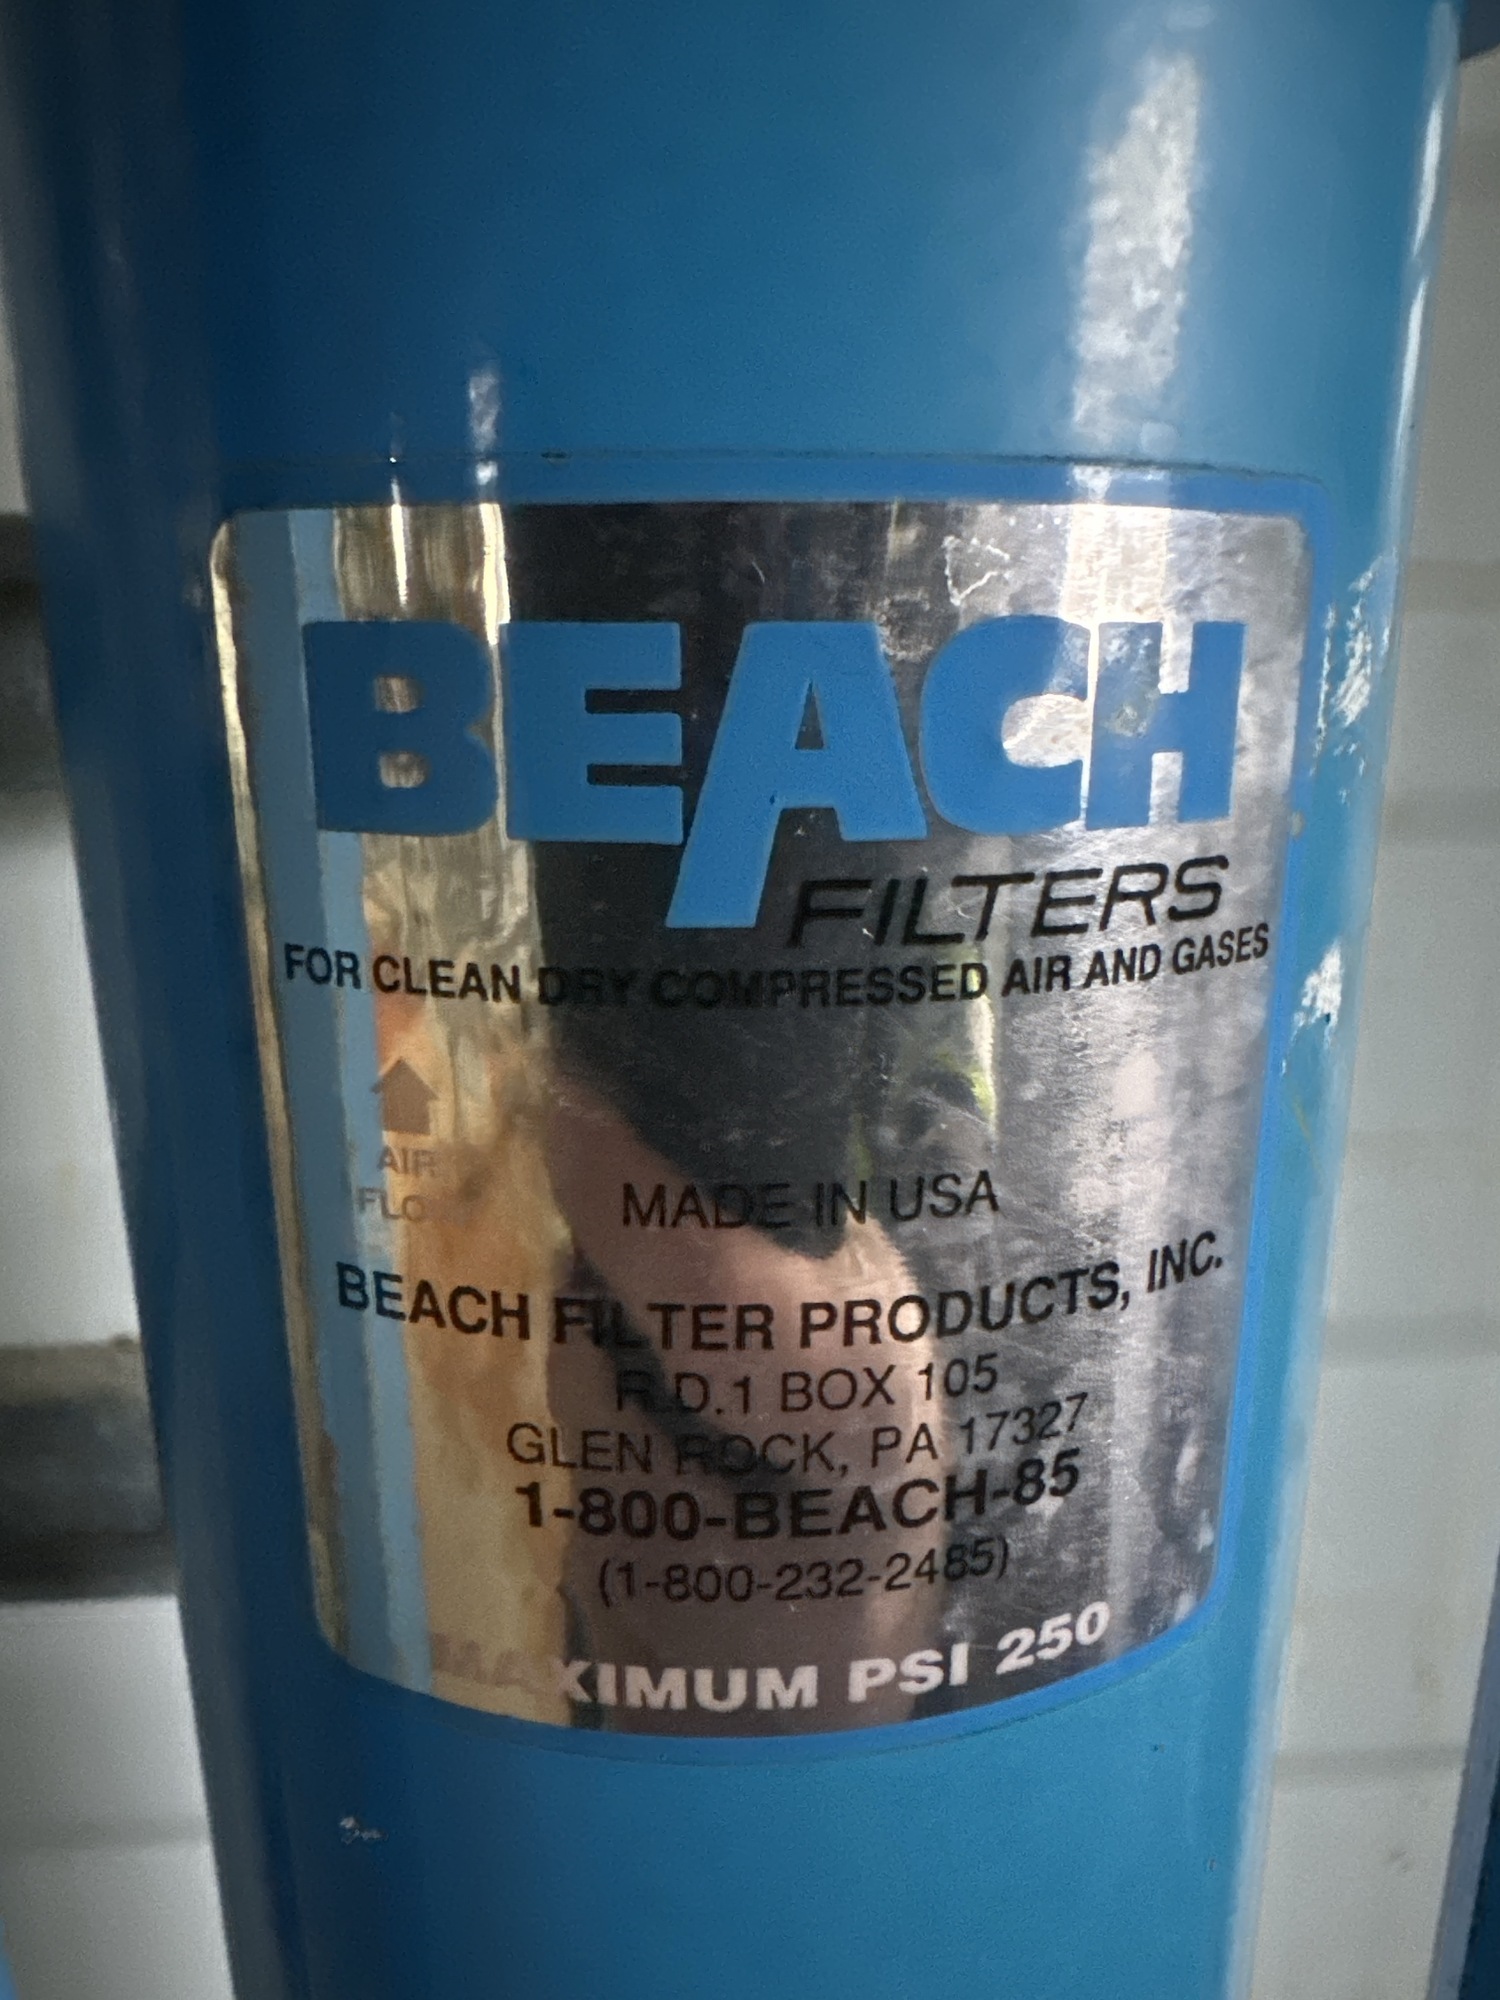 BEACH
FILTERS
FOR CLEAN DRY COMPRESSED AIR AND GASES
AIR
FLOW
MADE IN USA
BEACH FILTER PRODUCTS, INC.
R.D.1 BOX 105
GLEN ROCK, PA 17327
1-800-BEACH-85
(1-800-232-2485)
MAXIMUM PSI 250